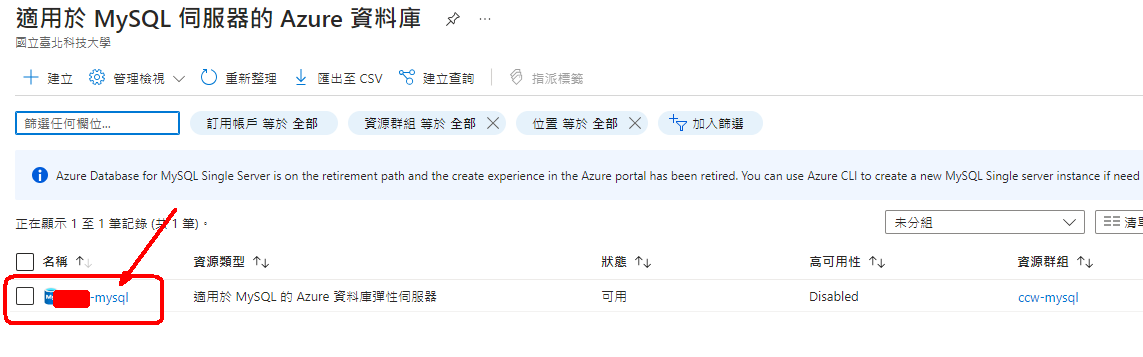 適用於 MySQL 伺服器的 Azure 資料庫 ...
國立臺北科技大學
建立 管理檢視 重新整理 匯出至 CSV 建立查詢 指派標籤
篩選任何欄位... 訂用帳戶 等於 全部 資源群組 等於 全部 位置 等於 全部 加入篩選
Azure Database for MySQL Single Server is on the retirement path and the create experience in the Azure portal has been retired. You can use Azure CLI to create a new MySQL Single server instance if need
正在顯示 1 至 1 筆記錄 (共 1 筆)。 未分組 清單
名稱 資源類型 狀態 高可用性 資源群組
-mysql 適用於 MySQL 的 Azure 資料庫彈性伺服器 可用 Disabled ccw-mysql